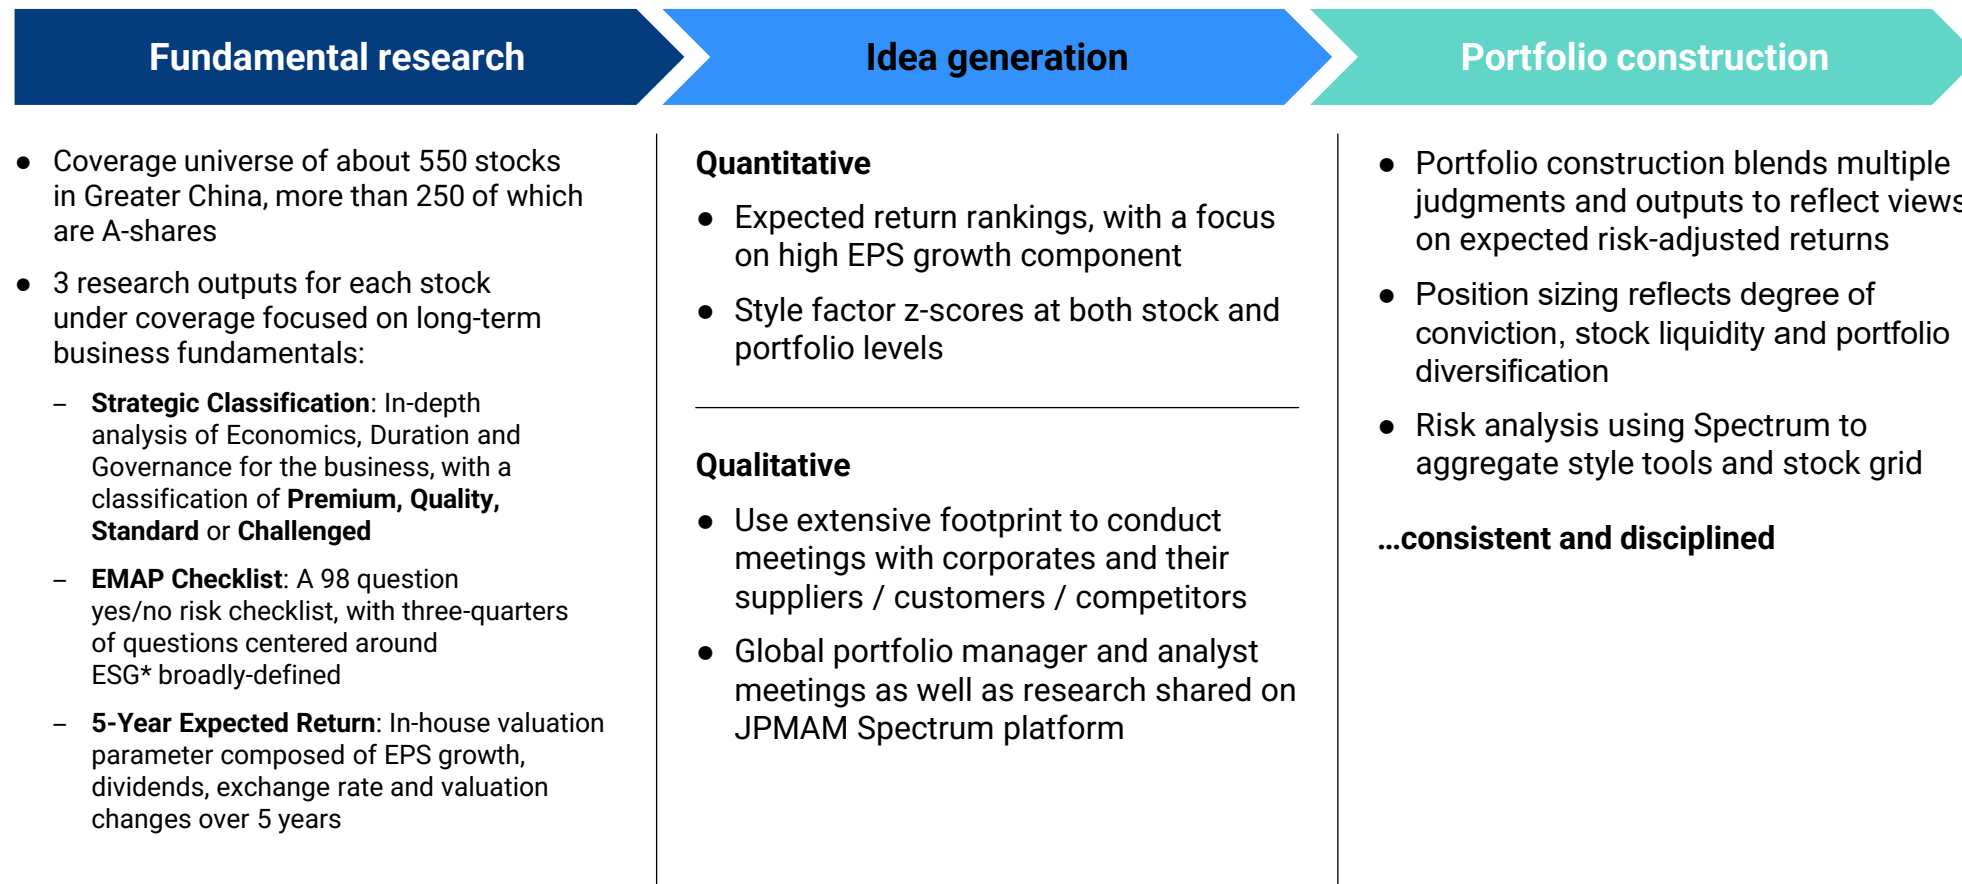 Fundamental research
Idea generation
Portfolio construction
● Coverage universe of about 550 stocks
in Greater China, more than 250 of which
are A-shares
● 3 research outputs for each stock
under coverage focused on long-term
business fundamentals:
– Strategic Classification: In-depth
analysis of Economics, Duration and
Governance for the business, with a
classification of Premium, Quality,
Standard or Challenged
– EMAP Checklist: A 98 question
yes/no risk checklist, with three-quarters
of questions centered around
ESG* broadly-defined
– 5-Year Expected Return: In-house valuation
parameter composed of EPS growth,
dividends, exchange rate and valuation
changes over 5 years
Quantitative
● Expected return rankings, with a focus
on high EPS growth component
● Style factor z-scores at both stock and
portfolio levels
Qualitative
● Use extensive footprint to conduct
meetings with corporates and their
suppliers / customers / competitors
● Global portfolio manager and analyst
meetings as well as research shared on
JPMAM Spectrum platform
● Portfolio construction blends multiple
judgments and outputs to reflect views
on expected risk-adjusted returns
● Position sizing reflects degree of
conviction, stock liquidity and portfolio
diversification
● Risk analysis using Spectrum to
aggregate style tools and stock grid
…consistent and disciplined